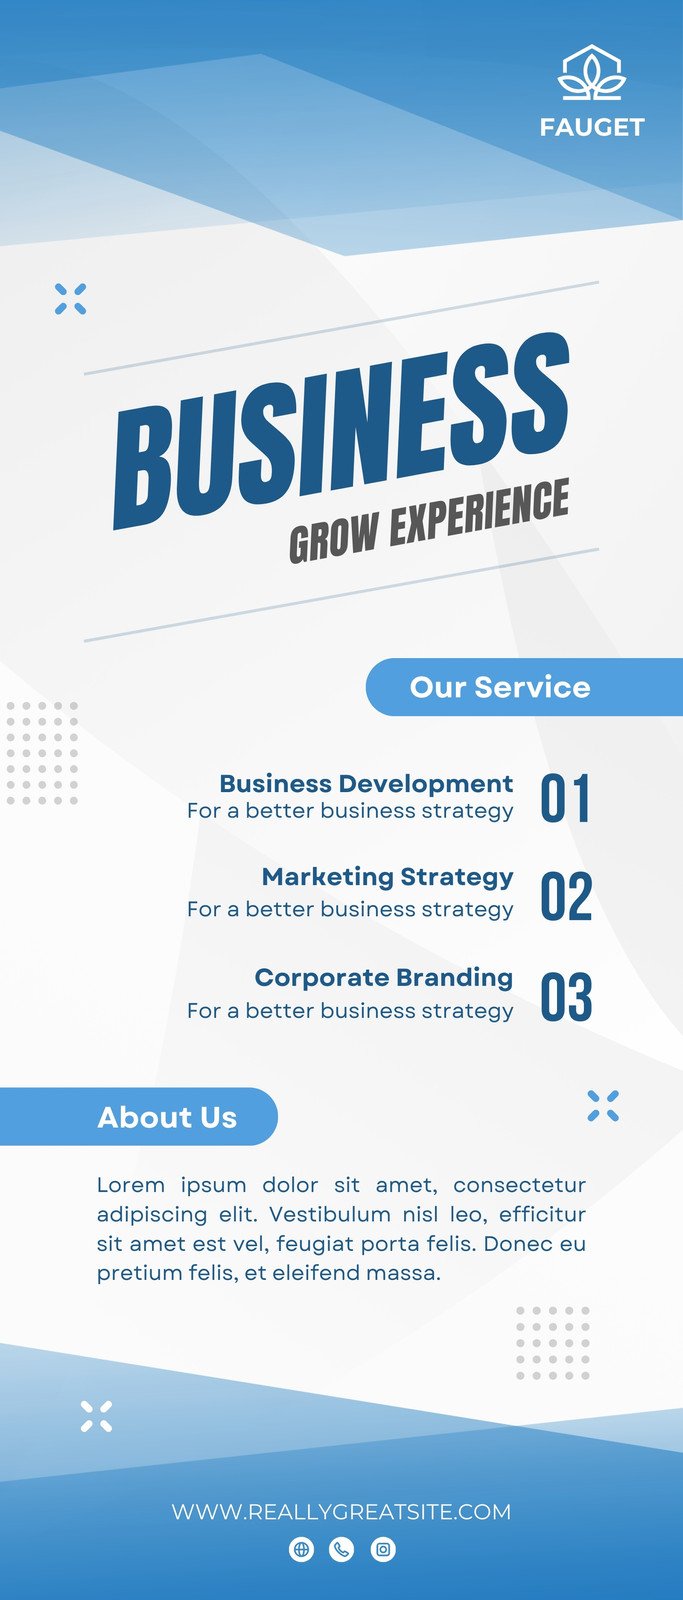 FAUGET
BUSINESS
GROW EXPERIENCE
Our Service
Business Development
For a better business strategy
01
Marketing Strategy
For a better business strategy
02
Corporate Branding
For a better business strategy
03
About Us
Lorem ipsum dolor sit amet, consectetur
adipiscing elit. Vestibulum nisl leo, efficitur
sit amet est vel, feugiat porta felis. Donec eu
pretium felis, et eleifend massa.
WWW.REALLYGREATSITE.COM